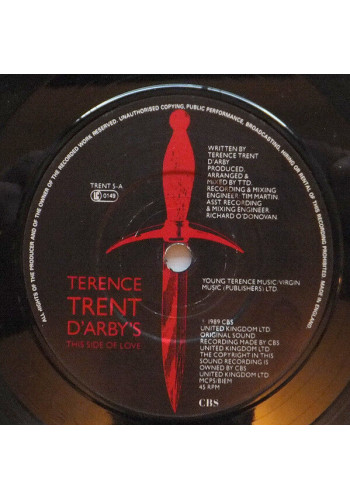 ALL RIGHTS OF THE PRODUCER AND OF THE OWNER OF THE RECORDED WORK RESERVED. UNAUTHORISED COPYING, PUBLIC PERFORMANCE, BROADCASTING, HIRING OR RENTAL OF THIS RECORDING PROHIBITED. MADE IN ENGLAND
TRENT 5-A
LC 0149
TERENCE
TRENT
D'ARBY'S
THIS SIDE OF LOVE
WRITTEN BY
TERENCE TRENT
D'ARBY
PRODUCED,
ARRANGED &
MIXED BY TTD.
RECORDING & MIXING
ENGINEER: TIM MARTIN.
ASST RECORDING
& MIXING ENGINEER
RICHARD O'DONOVAN.
YOUNG TERENCE MUSIC/VIRGIN
MUSIC (PUBLISHERS) LTD.
1989 CBS
UNITED KINGDOM LTD.
ORIGINAL SOUND
RECORDING MADE BY CBS
UNITED KINGDOM LTD
THE COPYRIGHT IN THIS
SOUND RECORDING IS
OWNED BY CBS
UNITED KINGDOM LTD
MCPS/BIEM
45 RPM
CBS